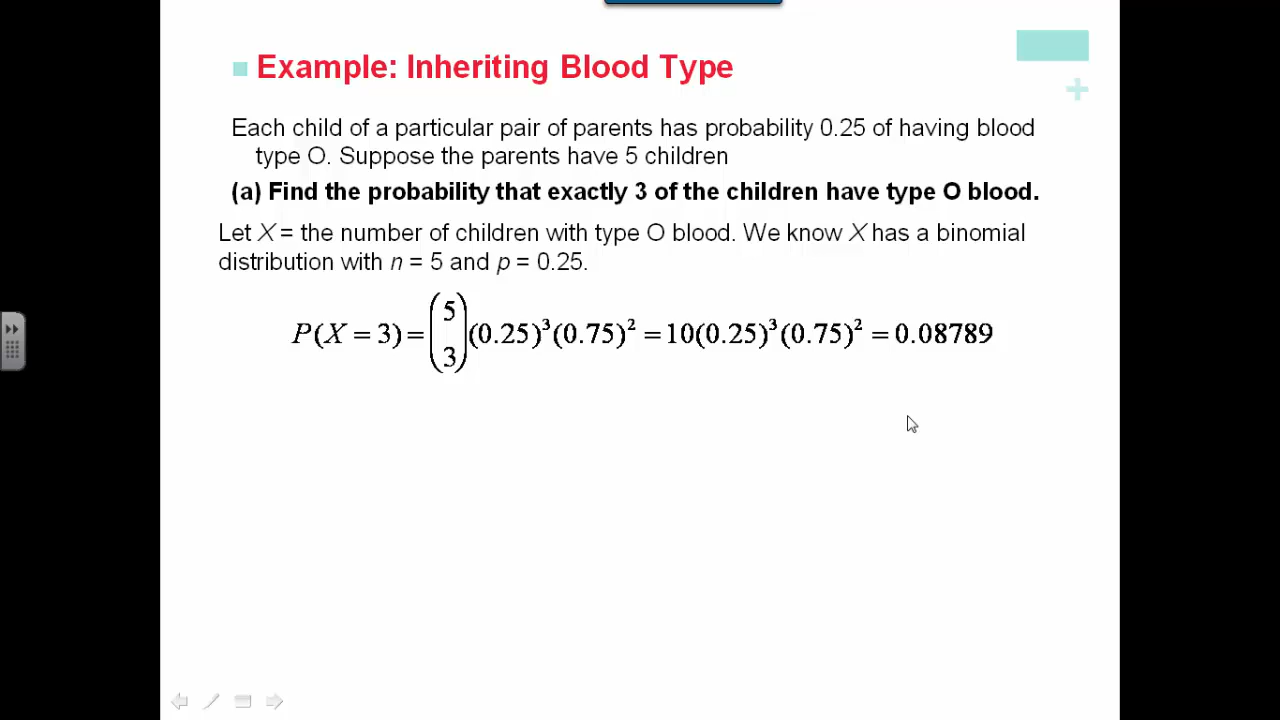 Example: Inheriting Blood Type
Each child of a particular pair of parents has probability 0.25 of having blood
type O. Suppose the parents have 5 children
(a) Find the probability that exactly 3 of the children have type O blood.
Let X = the number of children with type O blood. We know X has a binomial
distribution with n = 5 and p = 0.25.
P(X = 3) = (5 3)(0.25)³(0.75)² = 10(0.25)³(0.75)² = 0.08789